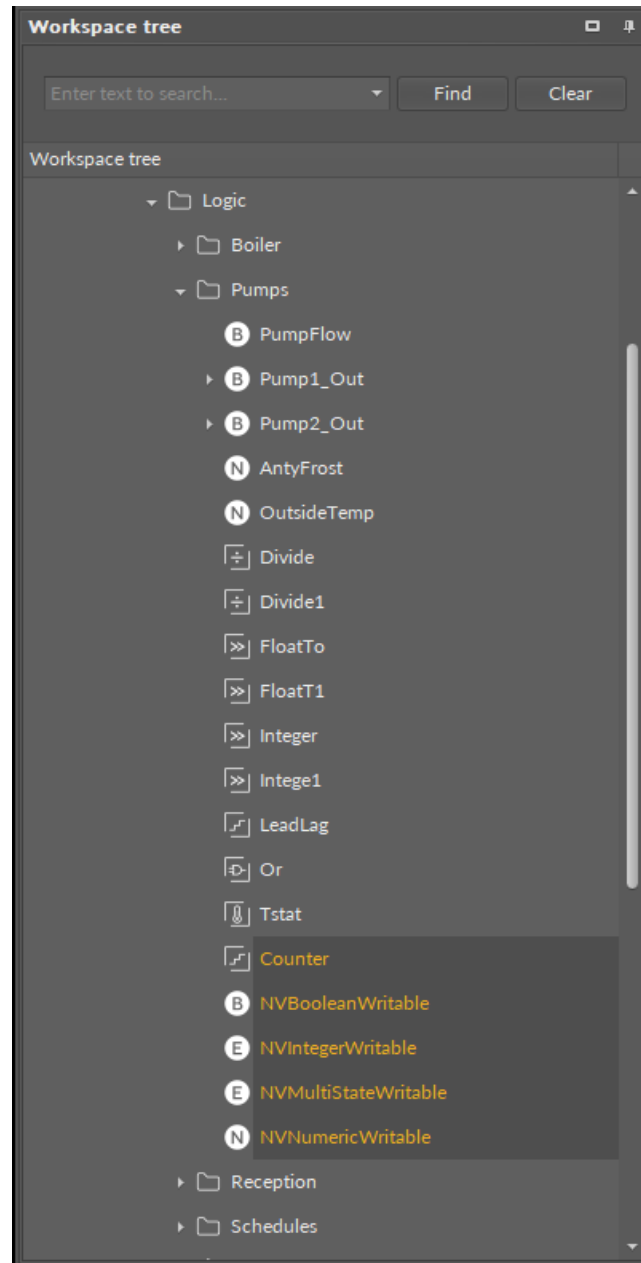 Workspace tree
Enter text to search...
Find
Clear
Workspace tree
Logic
Boiler
Pumps
B PumpFlow
B Pump1_Out
B Pump2_Out
N AntyFrost
N OutsideTemp
Divide
Divide1
FloatTo
FloatT1
Integer
Intege1
LeadLag
Or
Tstat
Counter
B NVBooleanWritable
E NVIntegerWritable
E NVMultiStateWritable
N NVNumericWritable
Reception
Schedules